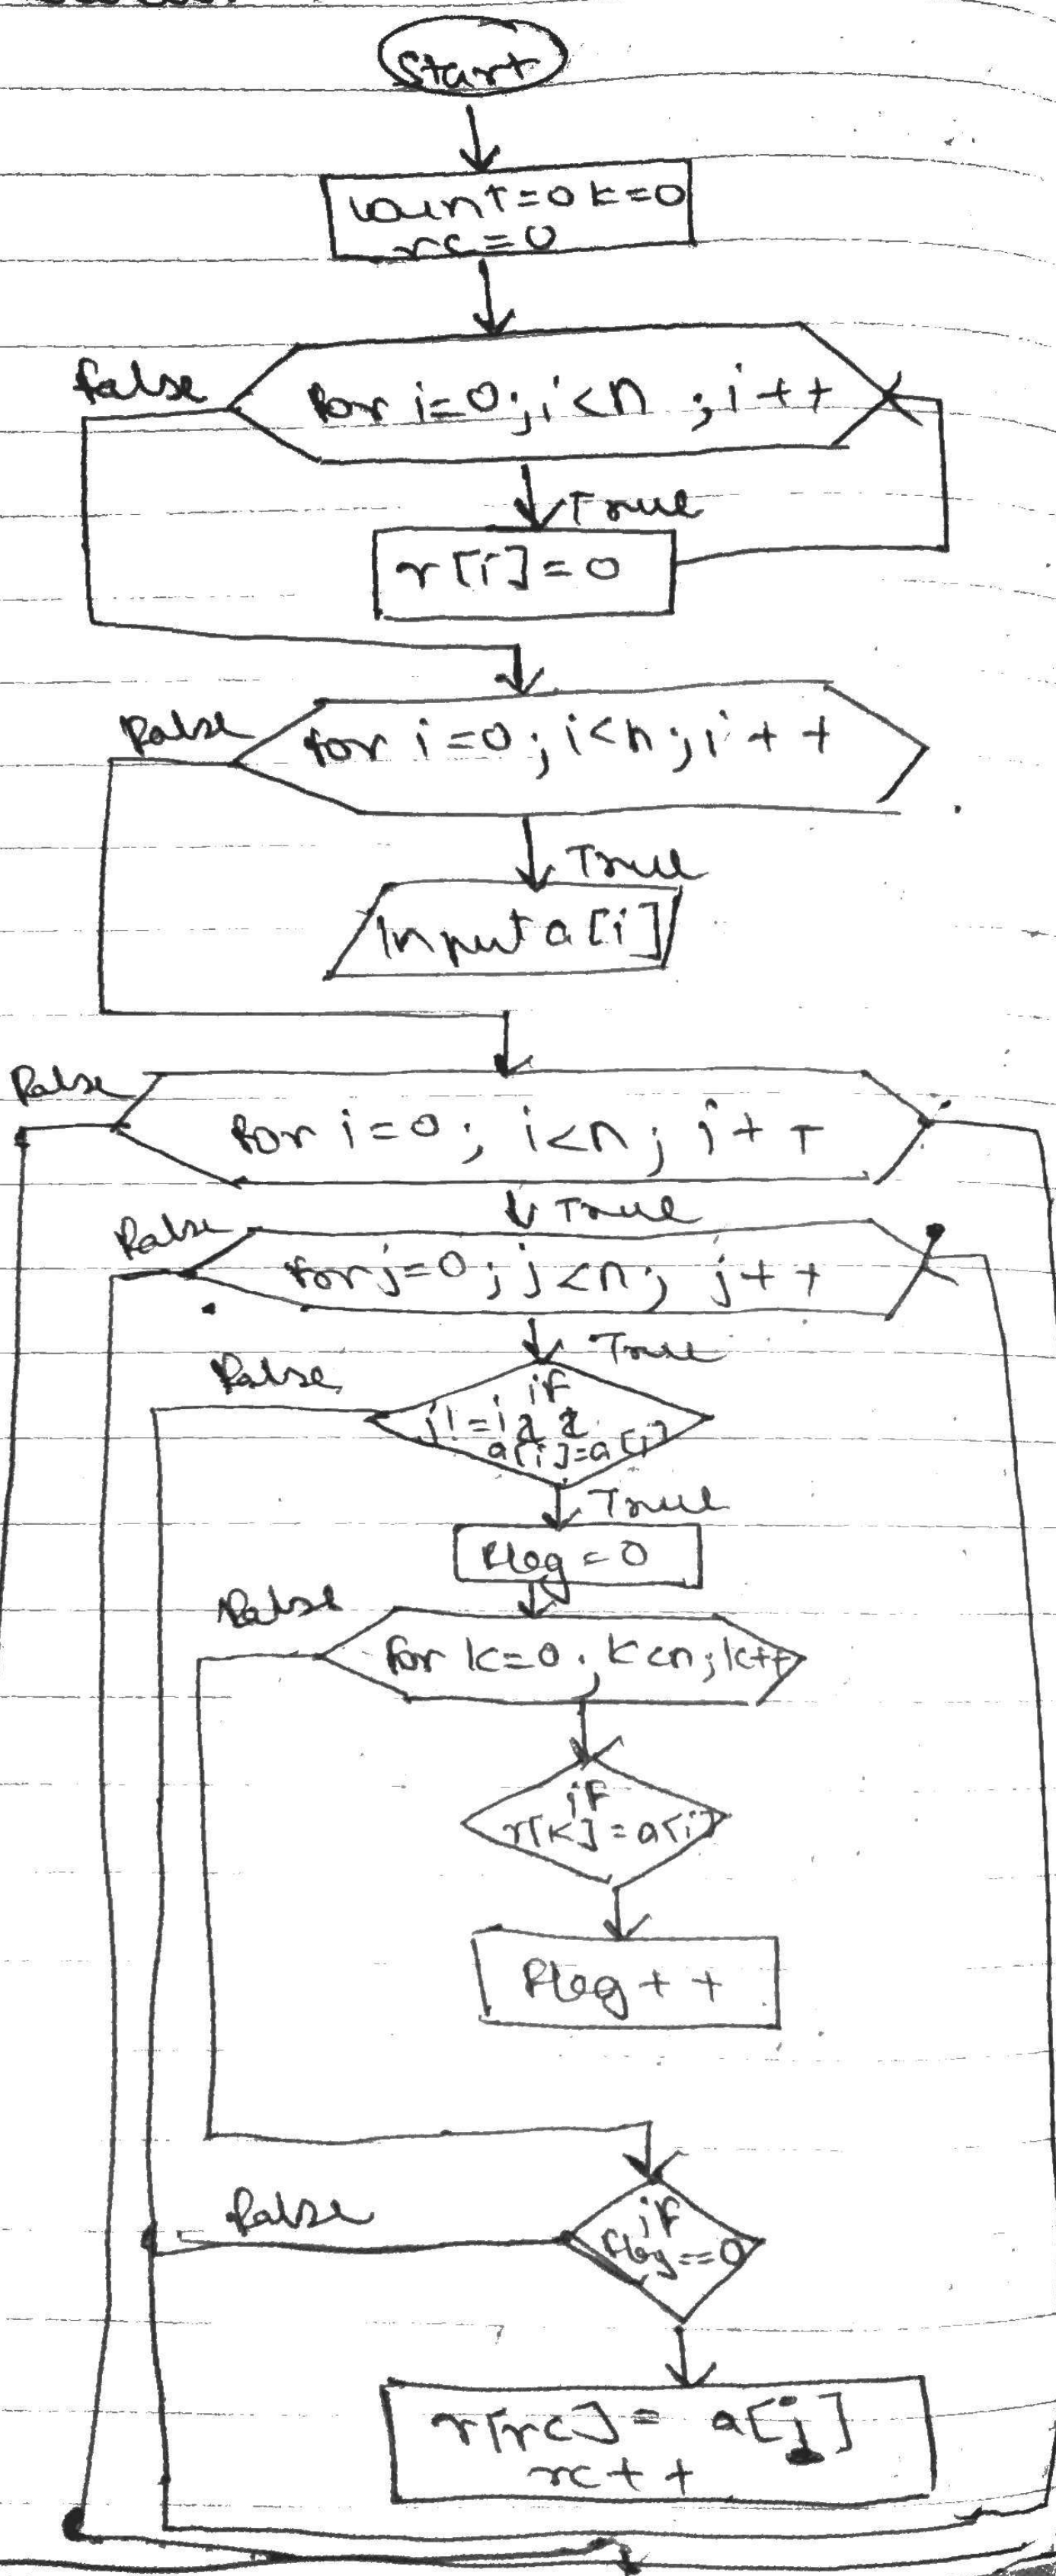 Start
Count=0 k=0
rc=0
false
for i=0; i<n ; i++
True
r[i]=0
false
for i=0; i<n; i++
True
Input a[i]
false
for i=0; i<n; i++
True
false
for j=0; j<n; j++
True
false
if
j!=i &&
a[i]=a[j]
True
flag=0
false
for k=0; k<n; k++
if
r[k]=a[i]
flag++
false
if
flag==0
r[rc] = a[j]
rc++